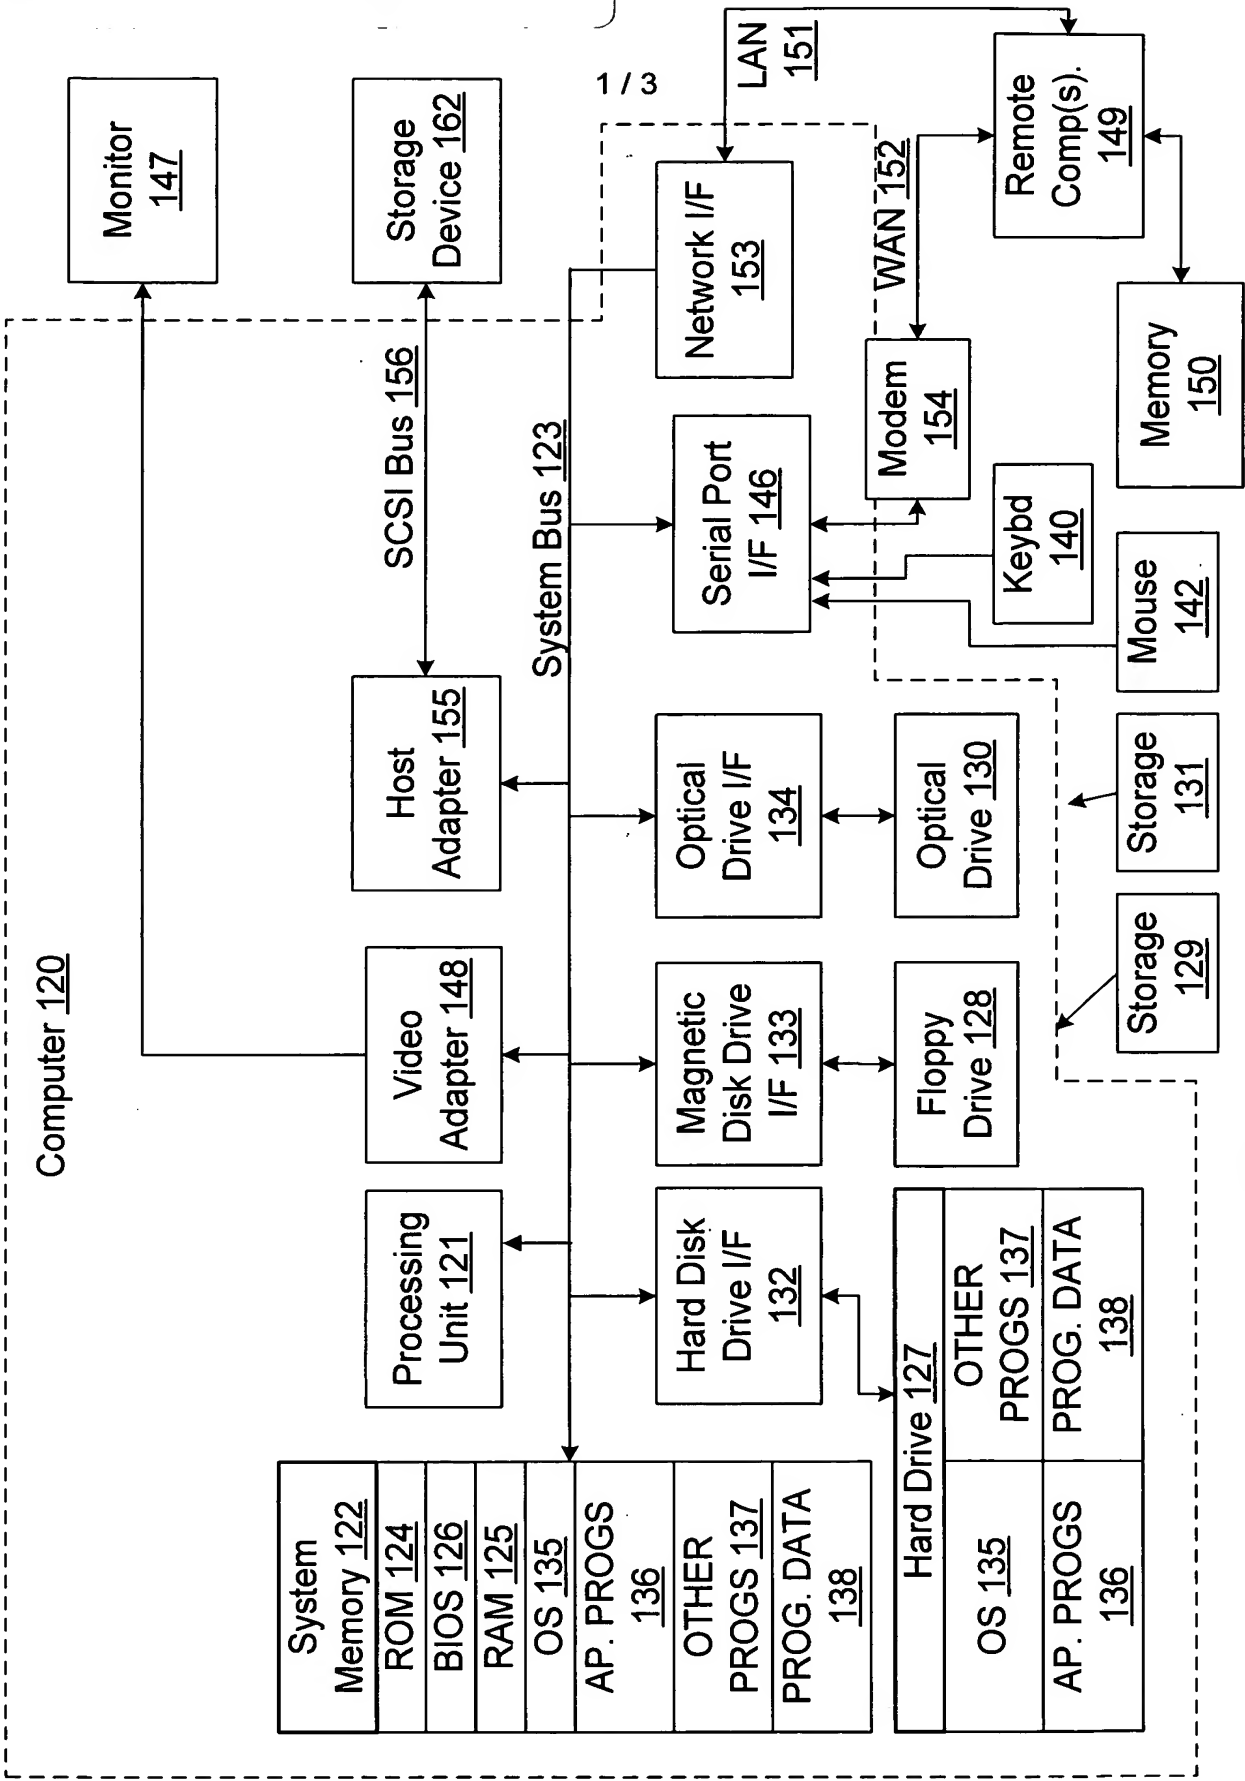 1 / 3
Computer 120
System
Memory 122
ROM 124
BIOS 126
RAM 125
OS 135
AP. PROGS
136
OTHER
PROGS 137
PROG. DATA
138
Processing
Unit 121
Video
Adapter 148
Host
Adapter 155
Monitor
147
SCSI Bus 156
Storage
Device 162
System Bus 123
Hard Disk
Drive I/F
132
Magnetic
Disk Drive
I/F 133
Optical
Drive I/F
134
Serial Port
I/F 146
Network I/F
153
LAN
151
Hard Drive 127
OS 135
OTHER
PROGS 137
AP. PROGS
136
PROG. DATA
138
Floppy
Drive 128
Optical
Drive 130
Modem
154
WAN 152
Remote
Comp(s).
149
Keybd
140
Storage
129
Storage
131
Mouse
142
Memory
150